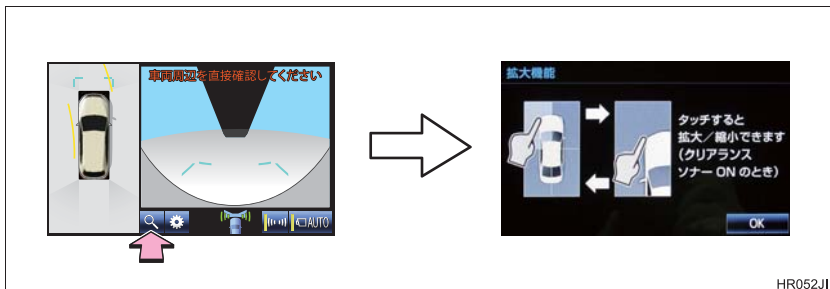 車両周辺を直接確認してください
AUTO
拡大機能
タッチすると
拡大／縮小できます
(クリアランス
ソナー ON のとき)
OK
HR052JI